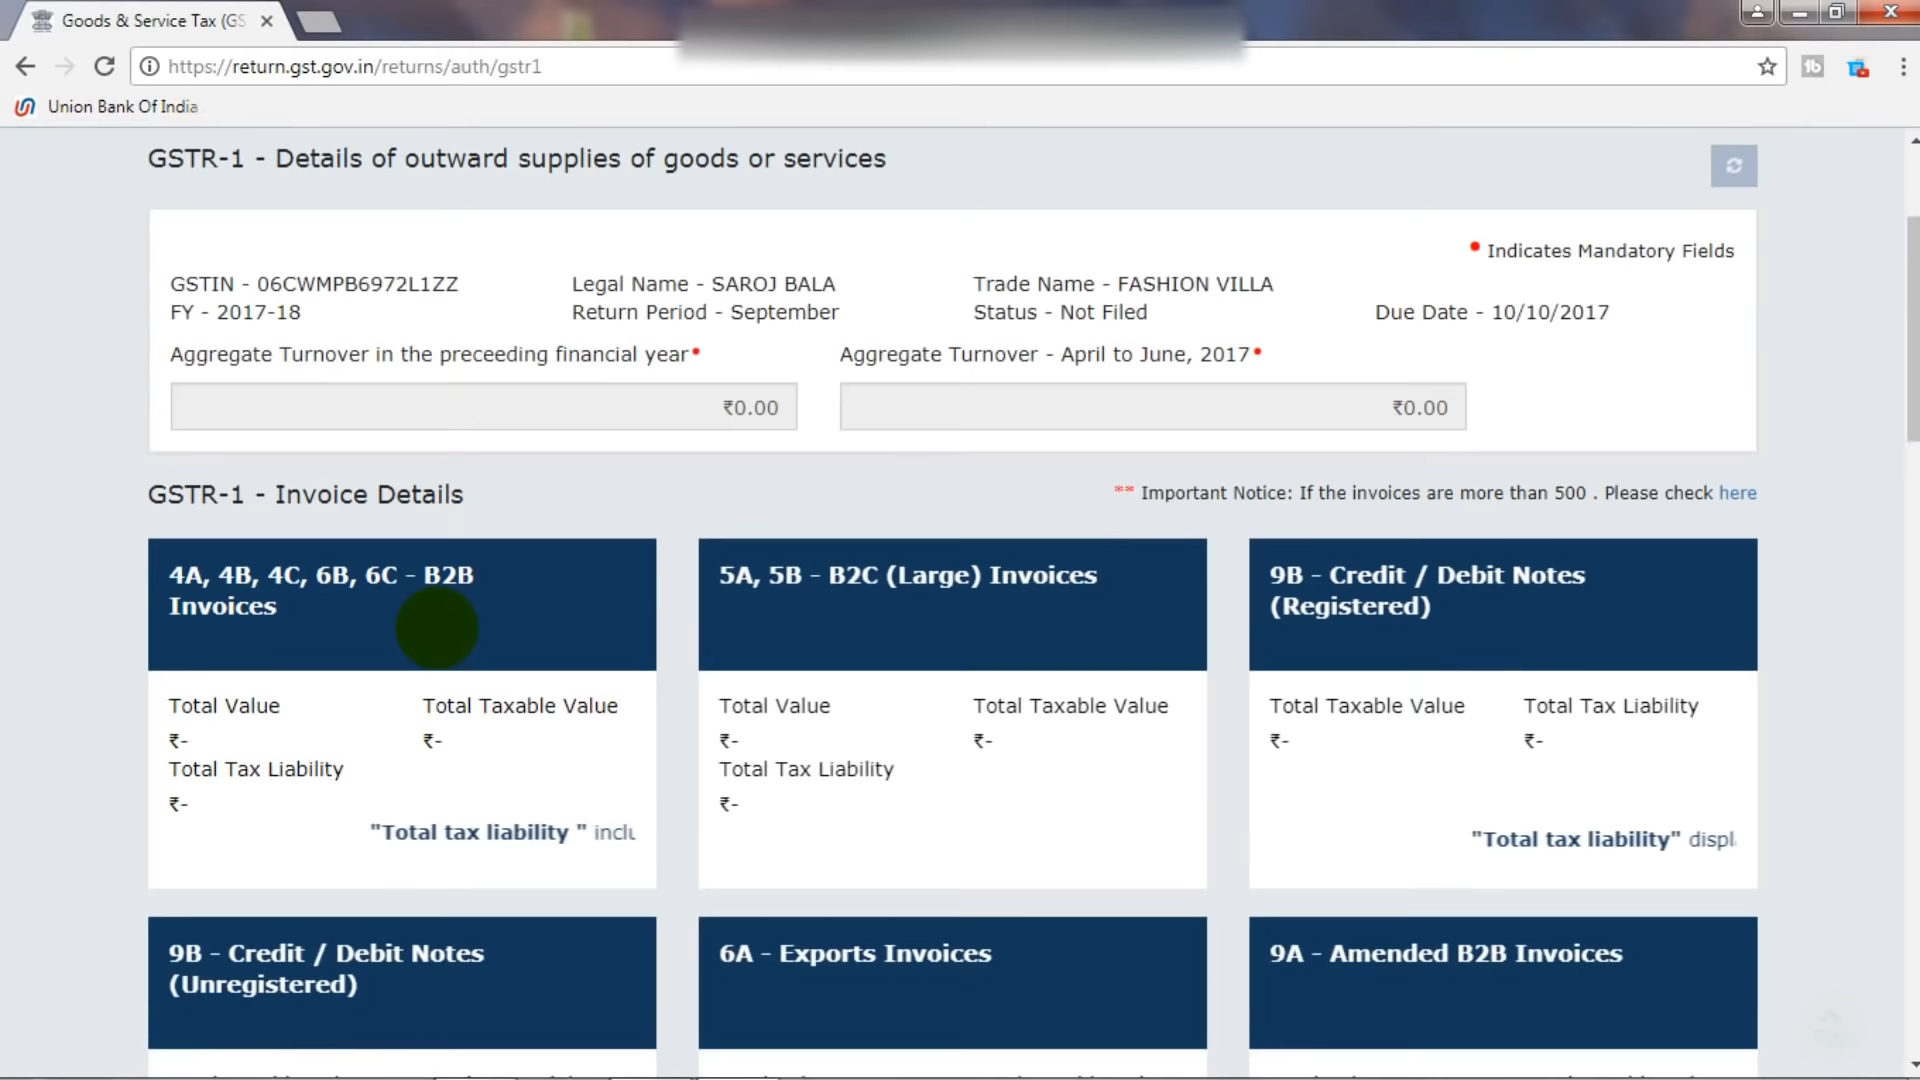 Goods & Service Tax (GS
https://return.gst.gov.in/returns/auth/gstr1
Union Bank Of India
GSTR-1 - Details of outward supplies of goods or services
• Indicates Mandatory Fields
GSTIN - 06CWMPB6972L1ZZ Legal Name - SAROJ BALA Trade Name - FASHION VILLA
FY - 2017-18 Return Period - September Status - Not Filed Due Date - 10/10/2017
Aggregate Turnover in the preceeding financial year• Aggregate Turnover - April to June, 2017•
₹0.00 ₹0.00
GSTR-1 - Invoice Details ** Important Notice: If the invoices are more than 500 . Please check here
4A, 4B, 4C, 6B, 6C - B2B
Invoices
5A, 5B - B2C (Large) Invoices
9B - Credit / Debit Notes
(Registered)
Total Value Total Taxable Value
₹- ₹-
Total Tax Liability
₹-
"Total tax liability " inclu
Total Value Total Taxable Value
₹- ₹-
Total Tax Liability
₹-
Total Taxable Value Total Tax Liability
₹- ₹-
"Total tax liability" displ
9B - Credit / Debit Notes
(Unregistered)
6A - Exports Invoices
9A - Amended B2B Invoices